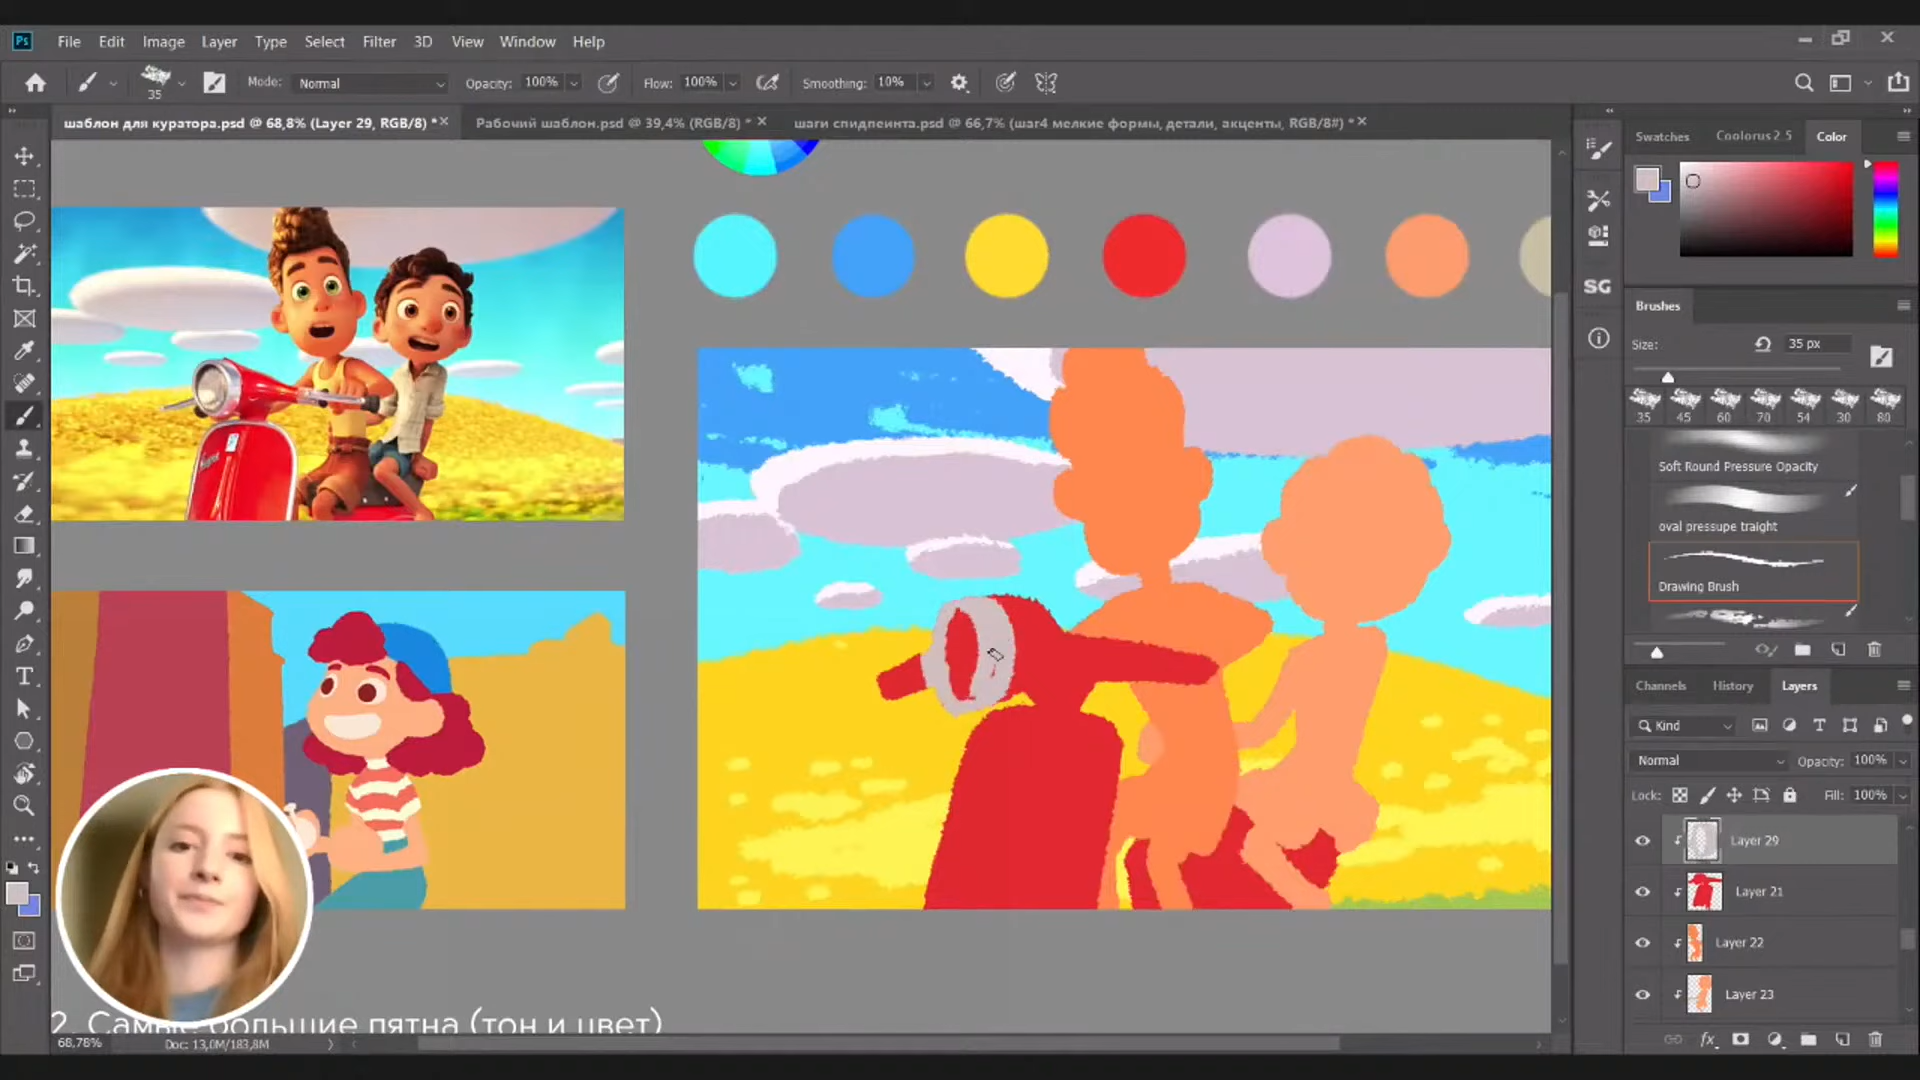 Ps File Edit Image Layer Type Select Filter 3D View Window Help
35 Mode: Normal Opacity: 100% Flow: 100% Smoothing: 10%
шаблон для куратора.psd @ 68,8% (Layer 29, RGB/8) *
Рабочий шаблон.psd @ 39,4% (RGB/8) *
шаги спидпеинта.psd @ 66,7% (шаг4 мелкие формы, детали, акценты, RGB/8#) *
Swatches Coolorus 2.5 Color
SG
Brushes
Size: 35 px
35 45 60 70 54 30 80
Soft Round Pressure Opacity
oval pressupe traight
Drawing Brush
Channels History Layers
Kind
Normal Opacity: 100%
Lock: Fill: 100%
Layer 29
Layer 21
Layer 22
Layer 23
2. Самые большие пятна (тон и цвет)
68,78% Doc: 13,0M/183,8M